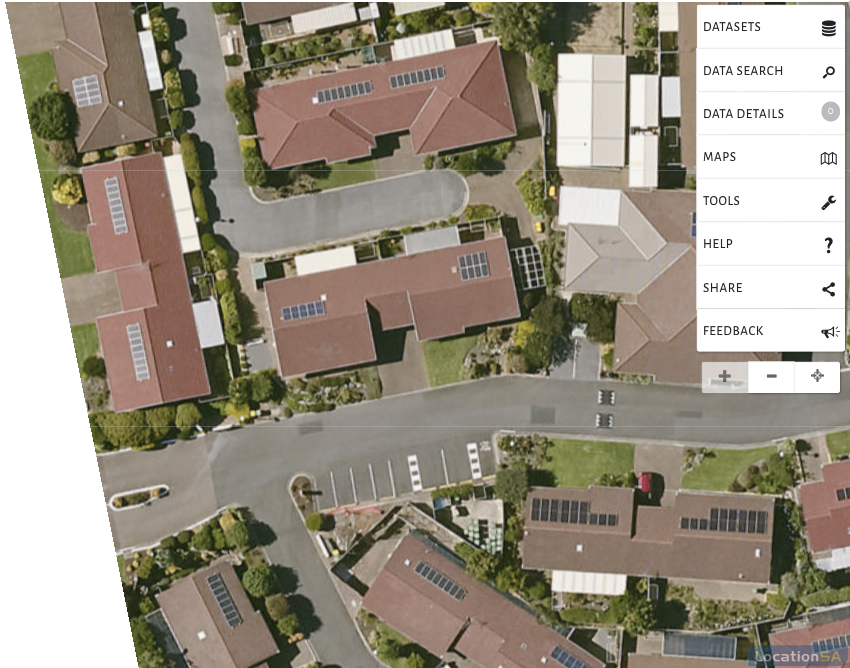 DATASETS
DATA SEARCH
DATA DETAILS
0
MAPS
TOOLS
HELP
SHARE
FEEDBACK
LocationSA